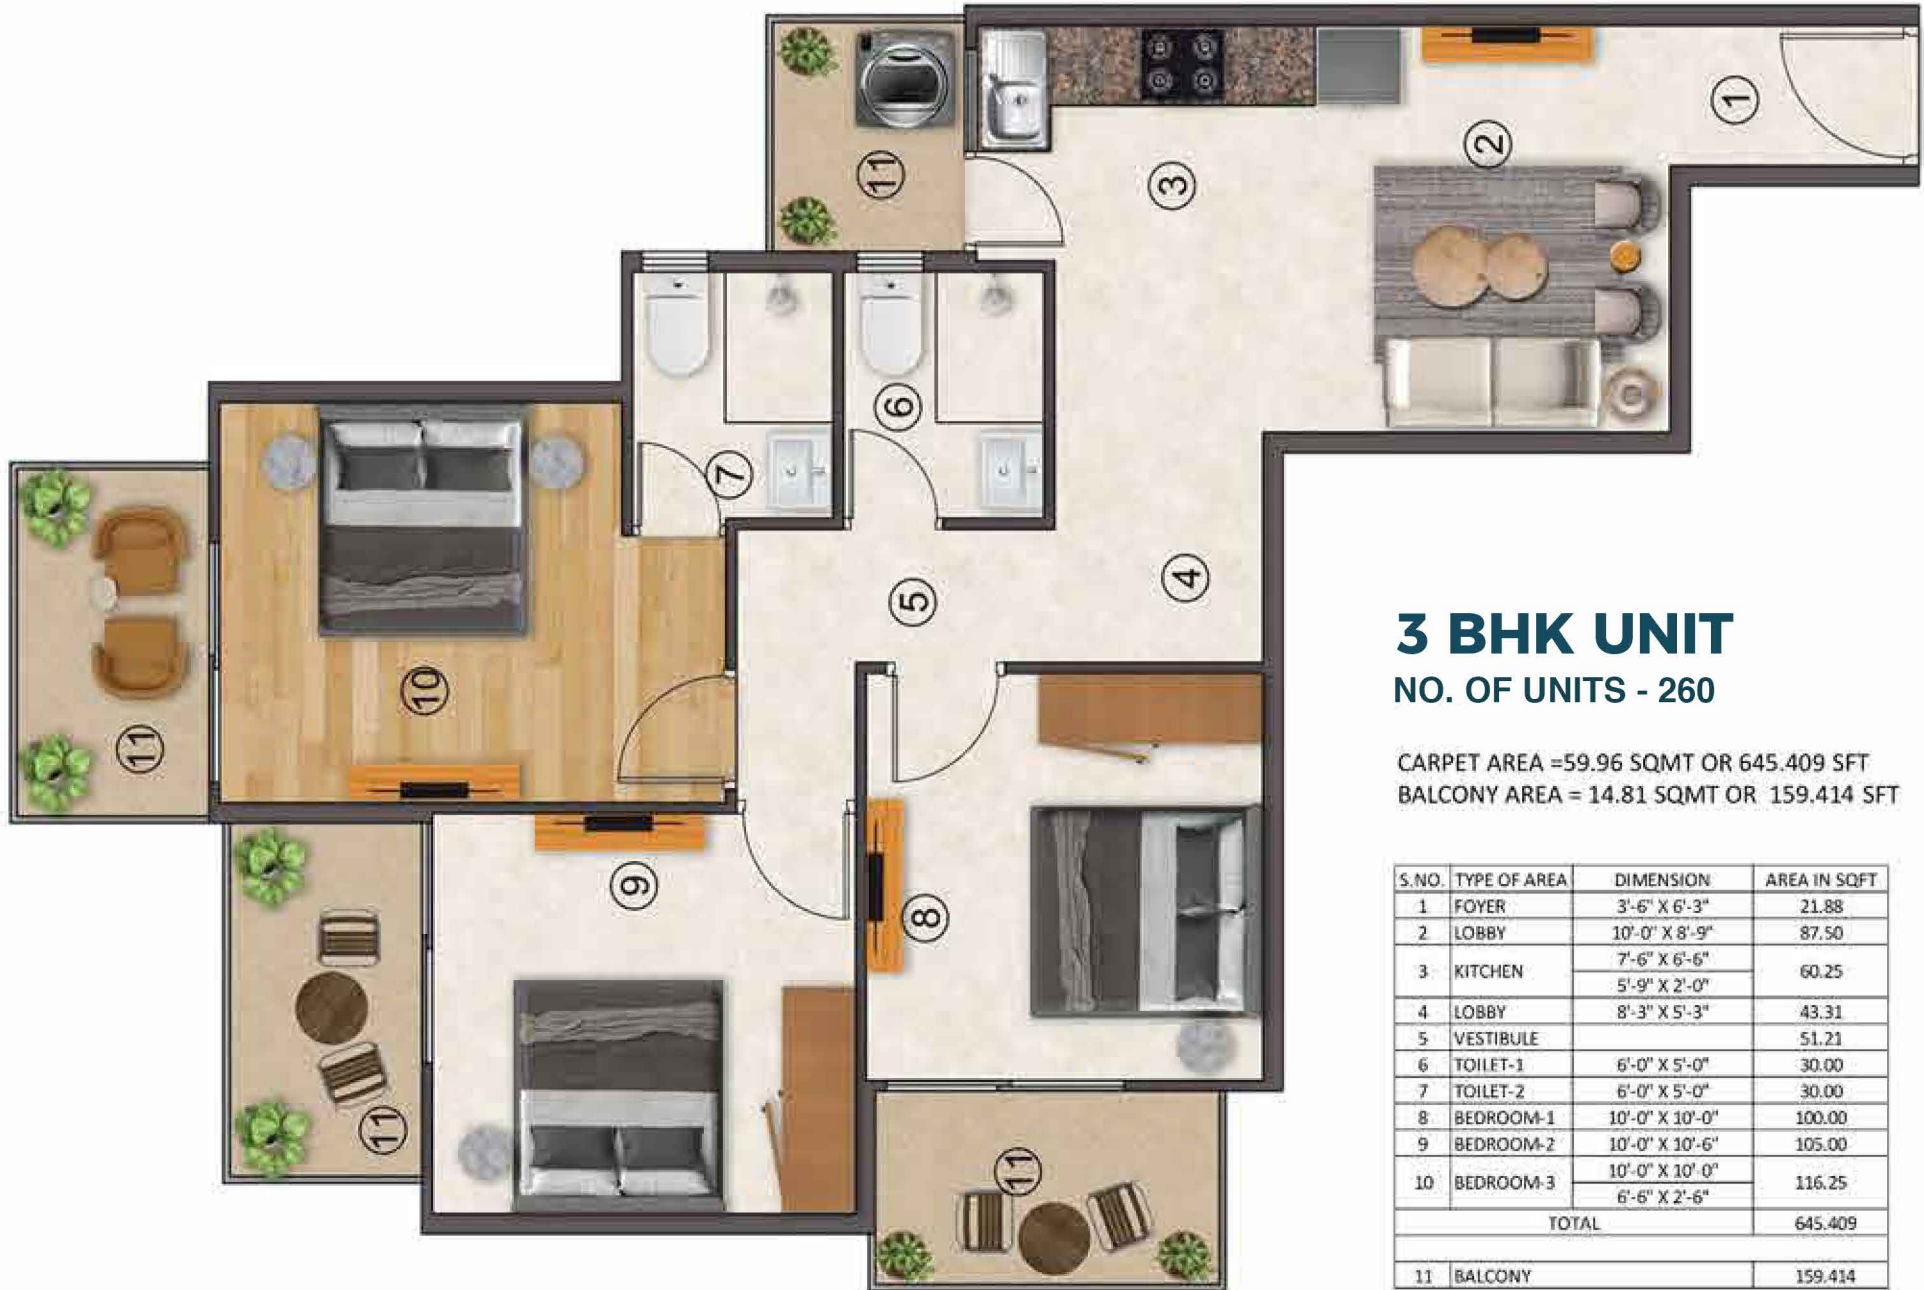 1
2
3
11
6
7
4
5
10
11
9
8
11
11
3 BHK UNIT
NO. OF UNITS - 260
CARPET AREA =59.96 SQMT OR 645.409 SFT
BALCONY AREA = 14.81 SQMT OR 159.414 SFT
S.NO. TYPE OF AREA DIMENSION AREA IN SQFT
1 FOYER 3'-6" X 6'-3" 21.88
2 LOBBY 10'-0" X 8'-9" 87.50
3 KITCHEN 7'-6" X 6'-6" 60.25
5'-9" X 2'-0"
4 LOBBY 8'-3" X 5'-3" 43.31
5 VESTIBULE 51.21
6 TOILET-1 6'-0" X 5'-0" 30.00
7 TOILET-2 6'-0" X 5'-0" 30.00
8 BEDROOM-1 10'-0" X 10'-0" 100.00
9 BEDROOM-2 10'-0" X 10'-6" 105.00
10 BEDROOM-3 10'-0" X 10'-0" 116.25
6'-6" X 2'-6"
TOTAL 645.409
11 BALCONY 159.414